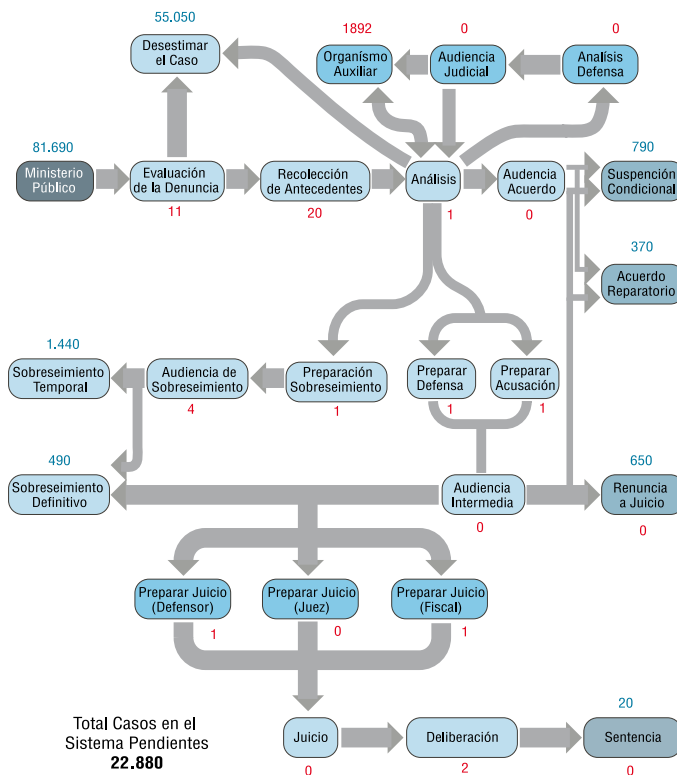 55.050
1892
0
0
Desestimar
el Caso
Organísmo
Auxiliar
Audiencia
Judicial
Analísis
Defensa
81.690
790
Ministerio
Público
Evaluación
de la Denuncia
Recolección
de Antecedentes
Análisis
Audencia
Acuerdo
Suspención
Condicional
11
20
1
0
370
Acuerdo
Reparatorio
1.440
Sobreseimiento
Temporal
Audiencia de
Sobreseimiento
Preparación
Sobreseimiento
Preparar
Defensa
Preparar
Acusación
4
1
1
1
490
650
Sobreseimiento
Definitivo
Audiencia
Intermedia
Renuncia
a Juicio
0
0
Preparar Juicio
(Defensor)
Preparar Juicio
(Juez)
Preparar Juicio
(Fiscal)
1
0
1
20
Total Casos en el
Sistema Pendientes
22.880
Juicio
Deliberación
Sentencia
0
2
0